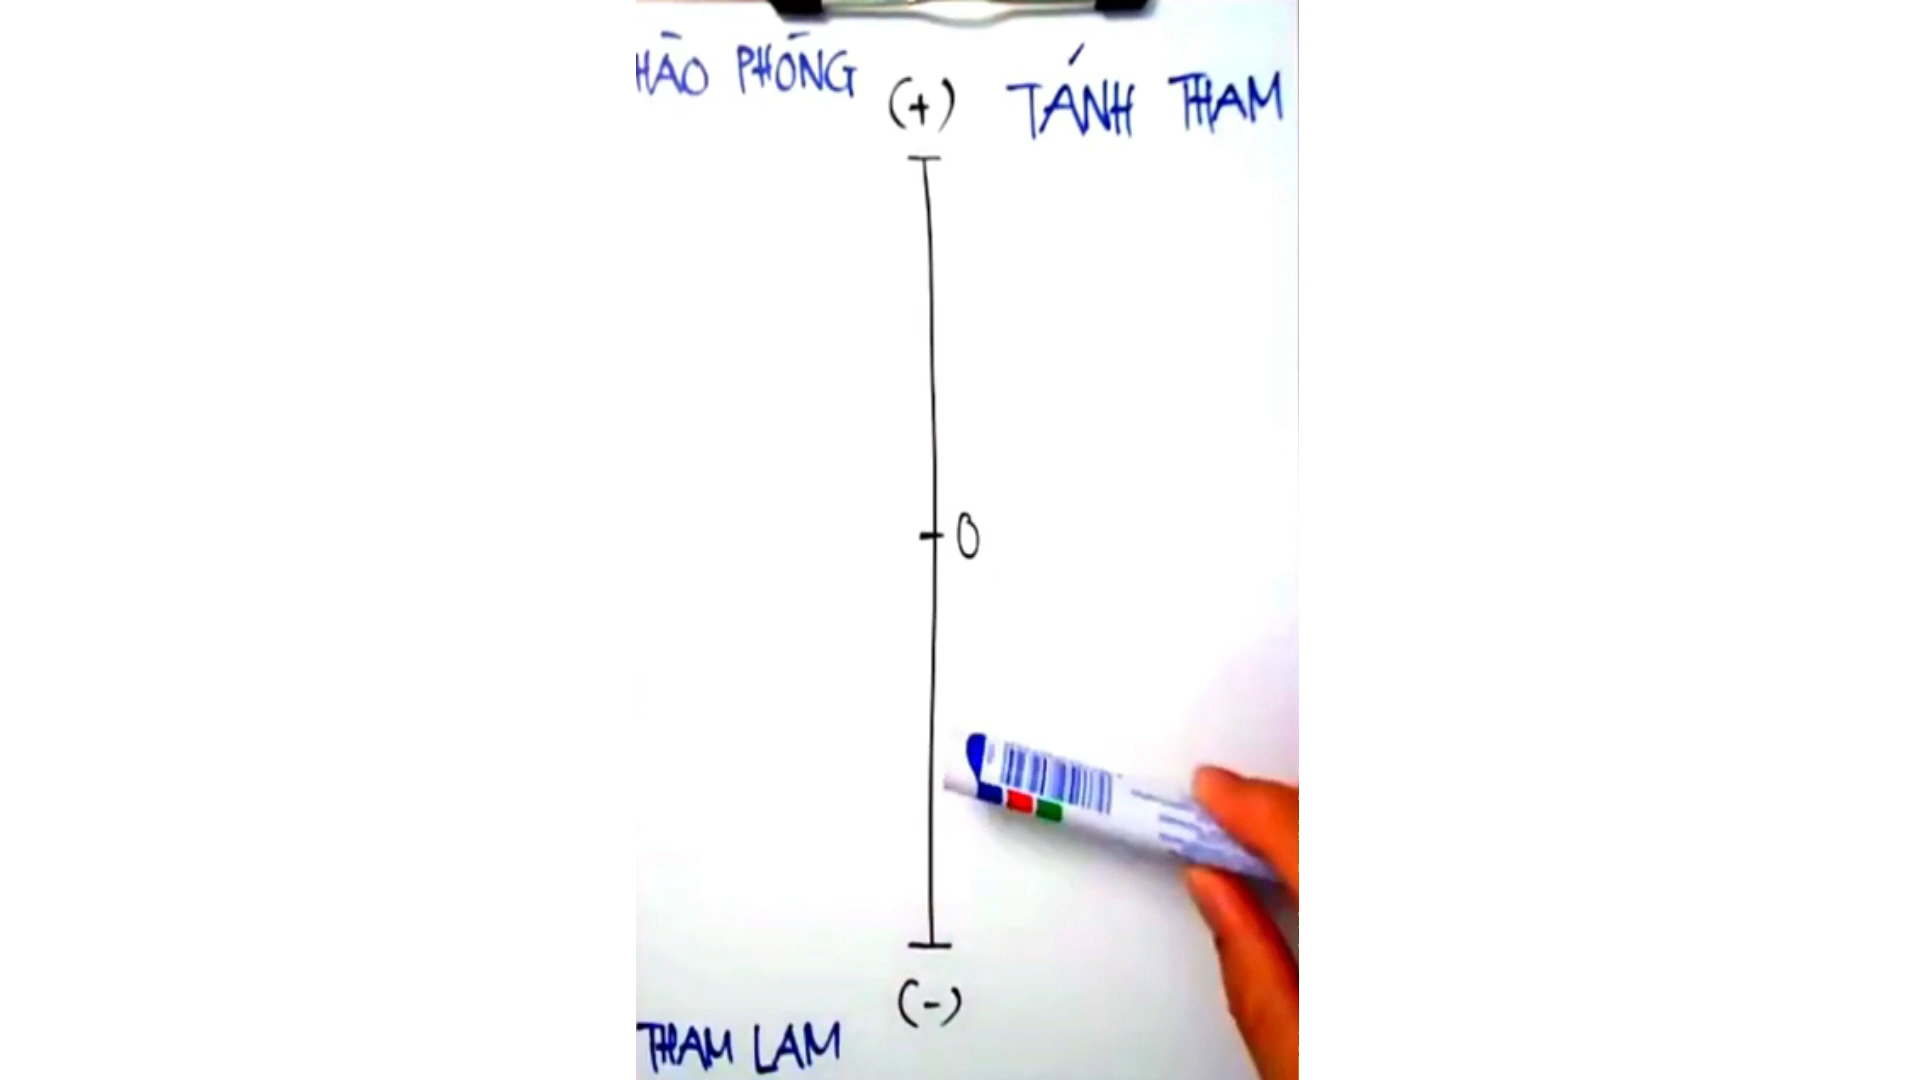 HÀO PHÓNG
(+) TÁNH THAM
0
(-)
THAM LAM